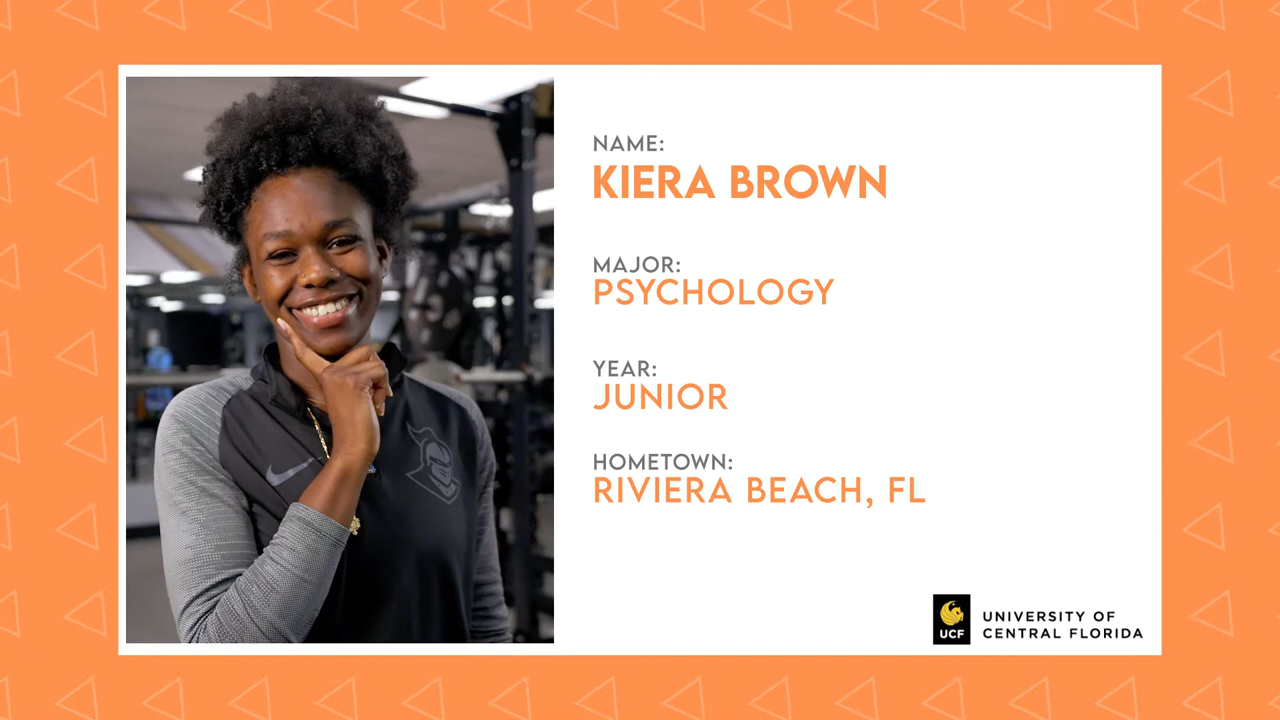 NAME:
KIERA BROWN
MAJOR:
PSYCHOLOGY
YEAR:
JUNIOR
HOMETOWN:
RIVIERA BEACH, FL
UCF
UNIVERSITY OF
CENTRAL FLORIDA